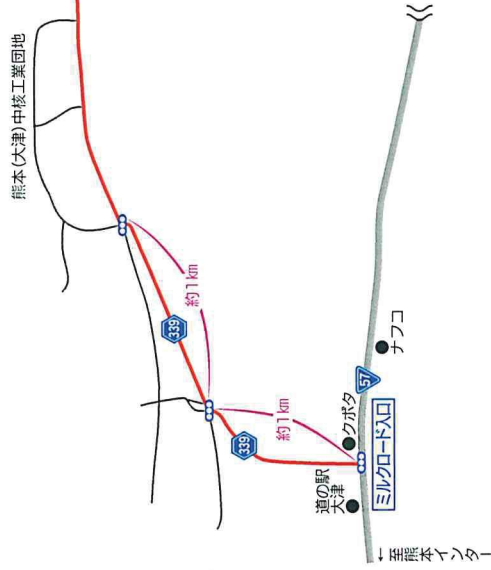 熊本(大津)中核工業団地
約1km
339
339
約1km
道の駅
大津
クボタ
57
ナフコ
ミルクロード入口
←至熊本インター